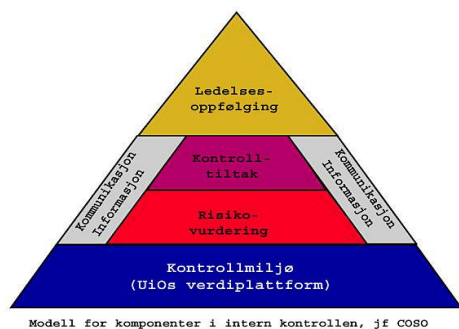 Ledelses-
oppfølging
Kommunikasjon
Informasjon
Kontroll-
tiltak
Kommunikasjon
Informasjon
Risiko-
vurdering
Kontrollmiljø
(UiOs verdiplattform)
Modell for komponenter i intern kontrollen, jf COSO